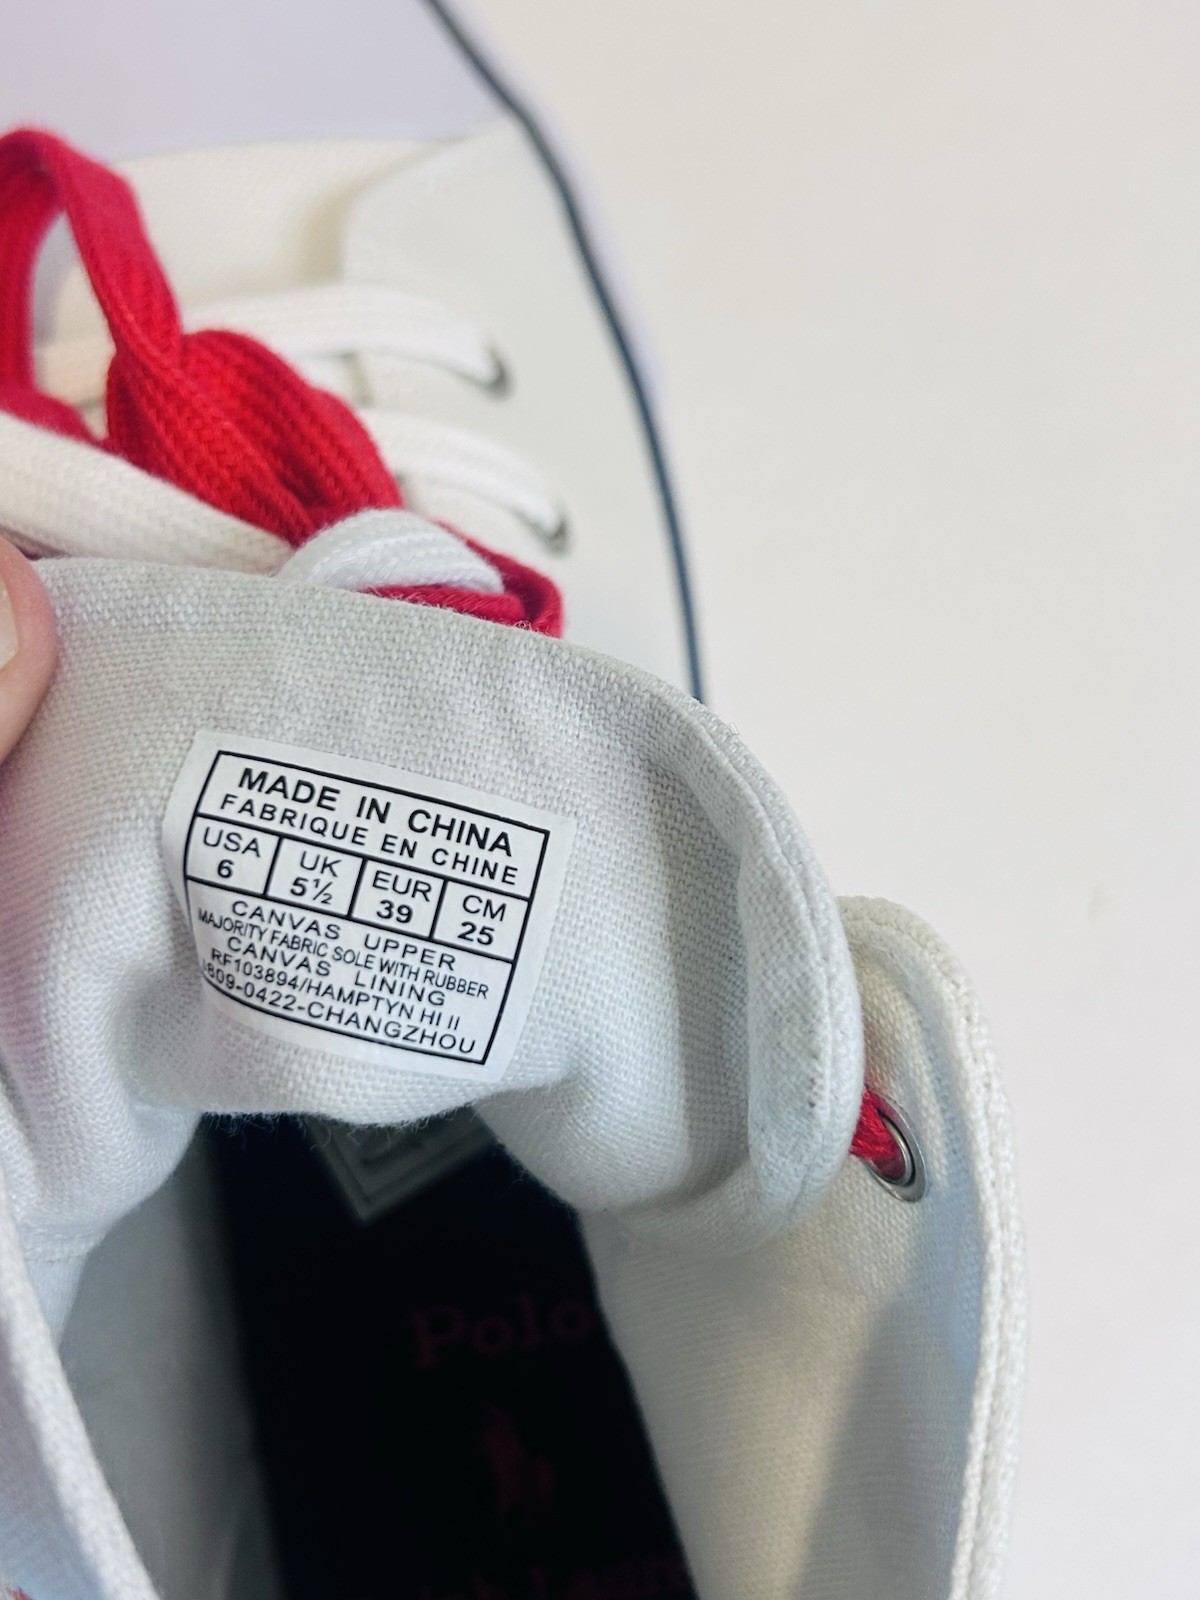 MADE IN CHINA
FABRIQUE EN CHINE
USA UK EUR CM
6 5½ 39 25
CANVAS UPPER
MAJORITY FABRIC SOLE WITH RUBBER
CANVAS LINING
RF103894/HAMPTYN HI II
809-0422-CHANGZHOU
Polo